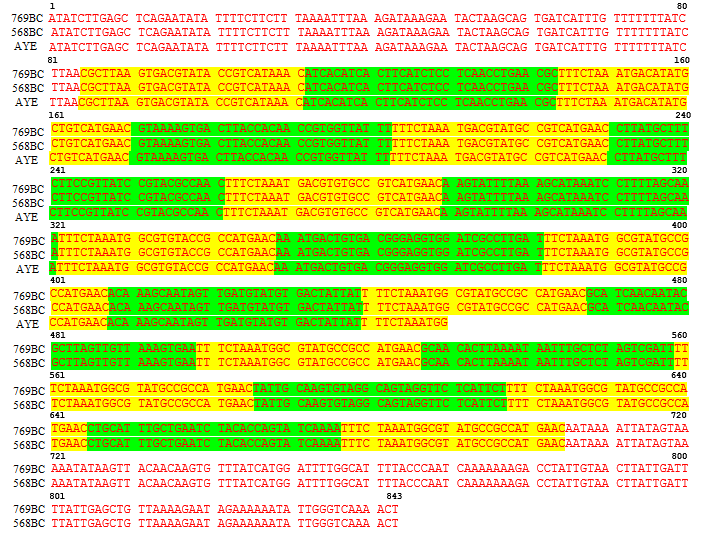 1 80
769BC ATATCTTGAGC TCAGAATATA TTTTCTTCTT TAAAATTTAA AGATAAAGAA TACTAAGCAG TGATCATTTG TTTTTTTATC
568BC ATATCTTGAGC TCAGAATATA TTTTCTTCTT TAAAATTTAA AGATAAAGAA TACTAAGCAG TGATCATTTG TTTTTTTATC
AYE ATATCTTGAGC TCAGAATATA TTTTCTTCTT TAAAATTTAA AGATAAAGAA TACTAAGCAG TGATCATTTG TTTTTTTATC
81 160
769BC TTAACGCTTAA GTGACGTATA CCGTCATAAA CATCACATCA CTTCATCTCC TCAACCTGAA CGCTTTCTAA ATGACATATG
568BC TTAACGCTTAA GTGACGTATA CCGTCATAAA CATCACATCA CTTCATCTCC TCAACCTGAA CGCTTTCTAA ATGACATATG
AYE TTAACGCTTAA GTGACGTATA CCGTCATAAA CATCACATCA CTTCATCTCC TCAACCTGAA CGCTTTCTAA ATGACATATG
161 240
769BC CTGTCATGAAC GTAAAAGTGA CTTACCACAA CCGTGGTTAT TTTTTCTAAA TGACGTATGC CGTCATGAAC CTTATGCTTT
568BC CTGTCATGAAC GTAAAAGTGA CTTACCACAA CCGTGGTTAT TTTTTCTAAA TGACGTATGC CGTCATGAAC CTTATGCTTT
AYE CTGTCATGAAC GTAAAAGTGA CTTACCACAA CCGTGGTTAT TTTTTCTAAA TGACGTATGC CGTCATGAAC CTTATGCTTT
241 320
769BC CTTCCGTTATC CGTACGCCAA CTTTCTAAAT GACGTGTGCC GTCATGAACA AGTATTTTAA AGCATAAATC CTTTTAGCAA
568BC CTTCCGTTATC CGTACGCCAA CTTTCTAAAT GACGTGTGCC GTCATGAACA AGTATTTTAA AGCATAAATC CTTTTAGCAA
AYE CTTCCGTTATC CGTACGCCAA CTTTCTAAAT GACGTGTGCC GTCATGAACA AGTATTTTAA AGCATAAATC CTTTTAGCAA
321 400
769BC ATTTCTAAATG GCGTGTACCG CCATGAACAA ATGACTGTGA CGGGAGGTGG ATCGCCTTGA TTTCTAAATG GCGTATGCCG
568BC ATTTCTAAATG GCGTGTACCG CCATGAACAA ATGACTGTGA CGGGAGGTGG ATCGCCTTGA TTTCTAAATG GCGTATGCCG
AYE ATTTCTAAATG GCGTGTACCG CCATGAACAA ATGACTGTGA CGGGAGGTGG ATCGCCTTGA TTTCTAAATG GCGTATGCCG
401 480
769BC CCATGAACACA AAGCAATAGT TGATGTATGT GACTATTATT TTCTAAATGG CGTATGCCGC CATGAACGCA TCAACAATAC
568BC CCATGAACACA AAGCAATAGT TGATGTATGT GACTATTATT TTCTAAATGG CGTATGCCGC CATGAACGCA TCAACAATAC
AYE CCATGAACACA AAGCAATAGT TGATGTATGT GACTATTATT TTCTAAATGG
481 560
769BC GCTTAGTTGTT AAAGTGAATT TCTAAATGGC GTATGCCGCC ATGAACGCAA CACTTAAAAT AATTTGCTCT AGTCGATTTT
568BC GCTTAGTTGTT AAAGTGAATT TCTAAATGGC GTATGCCGCC ATGAACGCAA CACTTAAAAT AATTTGCTCT AGTCGATTTT
561 640
769BC TCTAAATGGCG TATGCCGCCA TGAACTATTG CAAGTGTAGG CAGTAGGTTC TCATTCTTTT CTAAATGGCG TATGCCGCCA
568BC TCTAAATGGCG TATGCCGCCA TGAACTATTG CAAGTGTAGG CAGTAGGTTC TCATTCTTTT CTAAATGGCG TATGCCGCCA
641 720
769BC TGAACCTGCAT TTGCTGAATC TACACCAGTA TCAAAATTTC TAAATGGCGT ATGCCGCCAT GAACAATAAA ATTATAGTAA
568BC TGAACCTGCAT TTGCTGAATC TACACCAGTA TCAAAATTTC TAAATGGCGT ATGCCGCCAT GAACAATAAA ATTATAGTAA
721 800
769BC AAATATAAGTT ACAACAAGTG TTTATCATGG ATTTTGGCAT TTTACCCAAT CAAAAAAAGA CCTATTGTAA CTTATTGATT
568BC AAATATAAGTT ACAACAAGTG TTTATCATGG ATTTTGGCAT TTTACCCAAT CAAAAAAAGA CCTATTGTAA CTTATTGATT
801 843
769BC TTATTGAGCTG TTAAAAGAAT AGAAAAAATA TTGGGTCAAA ACT
568BC TTATTGAGCTG TTAAAAGAAT AGAAAAAATA TTGGGTCAAA ACT